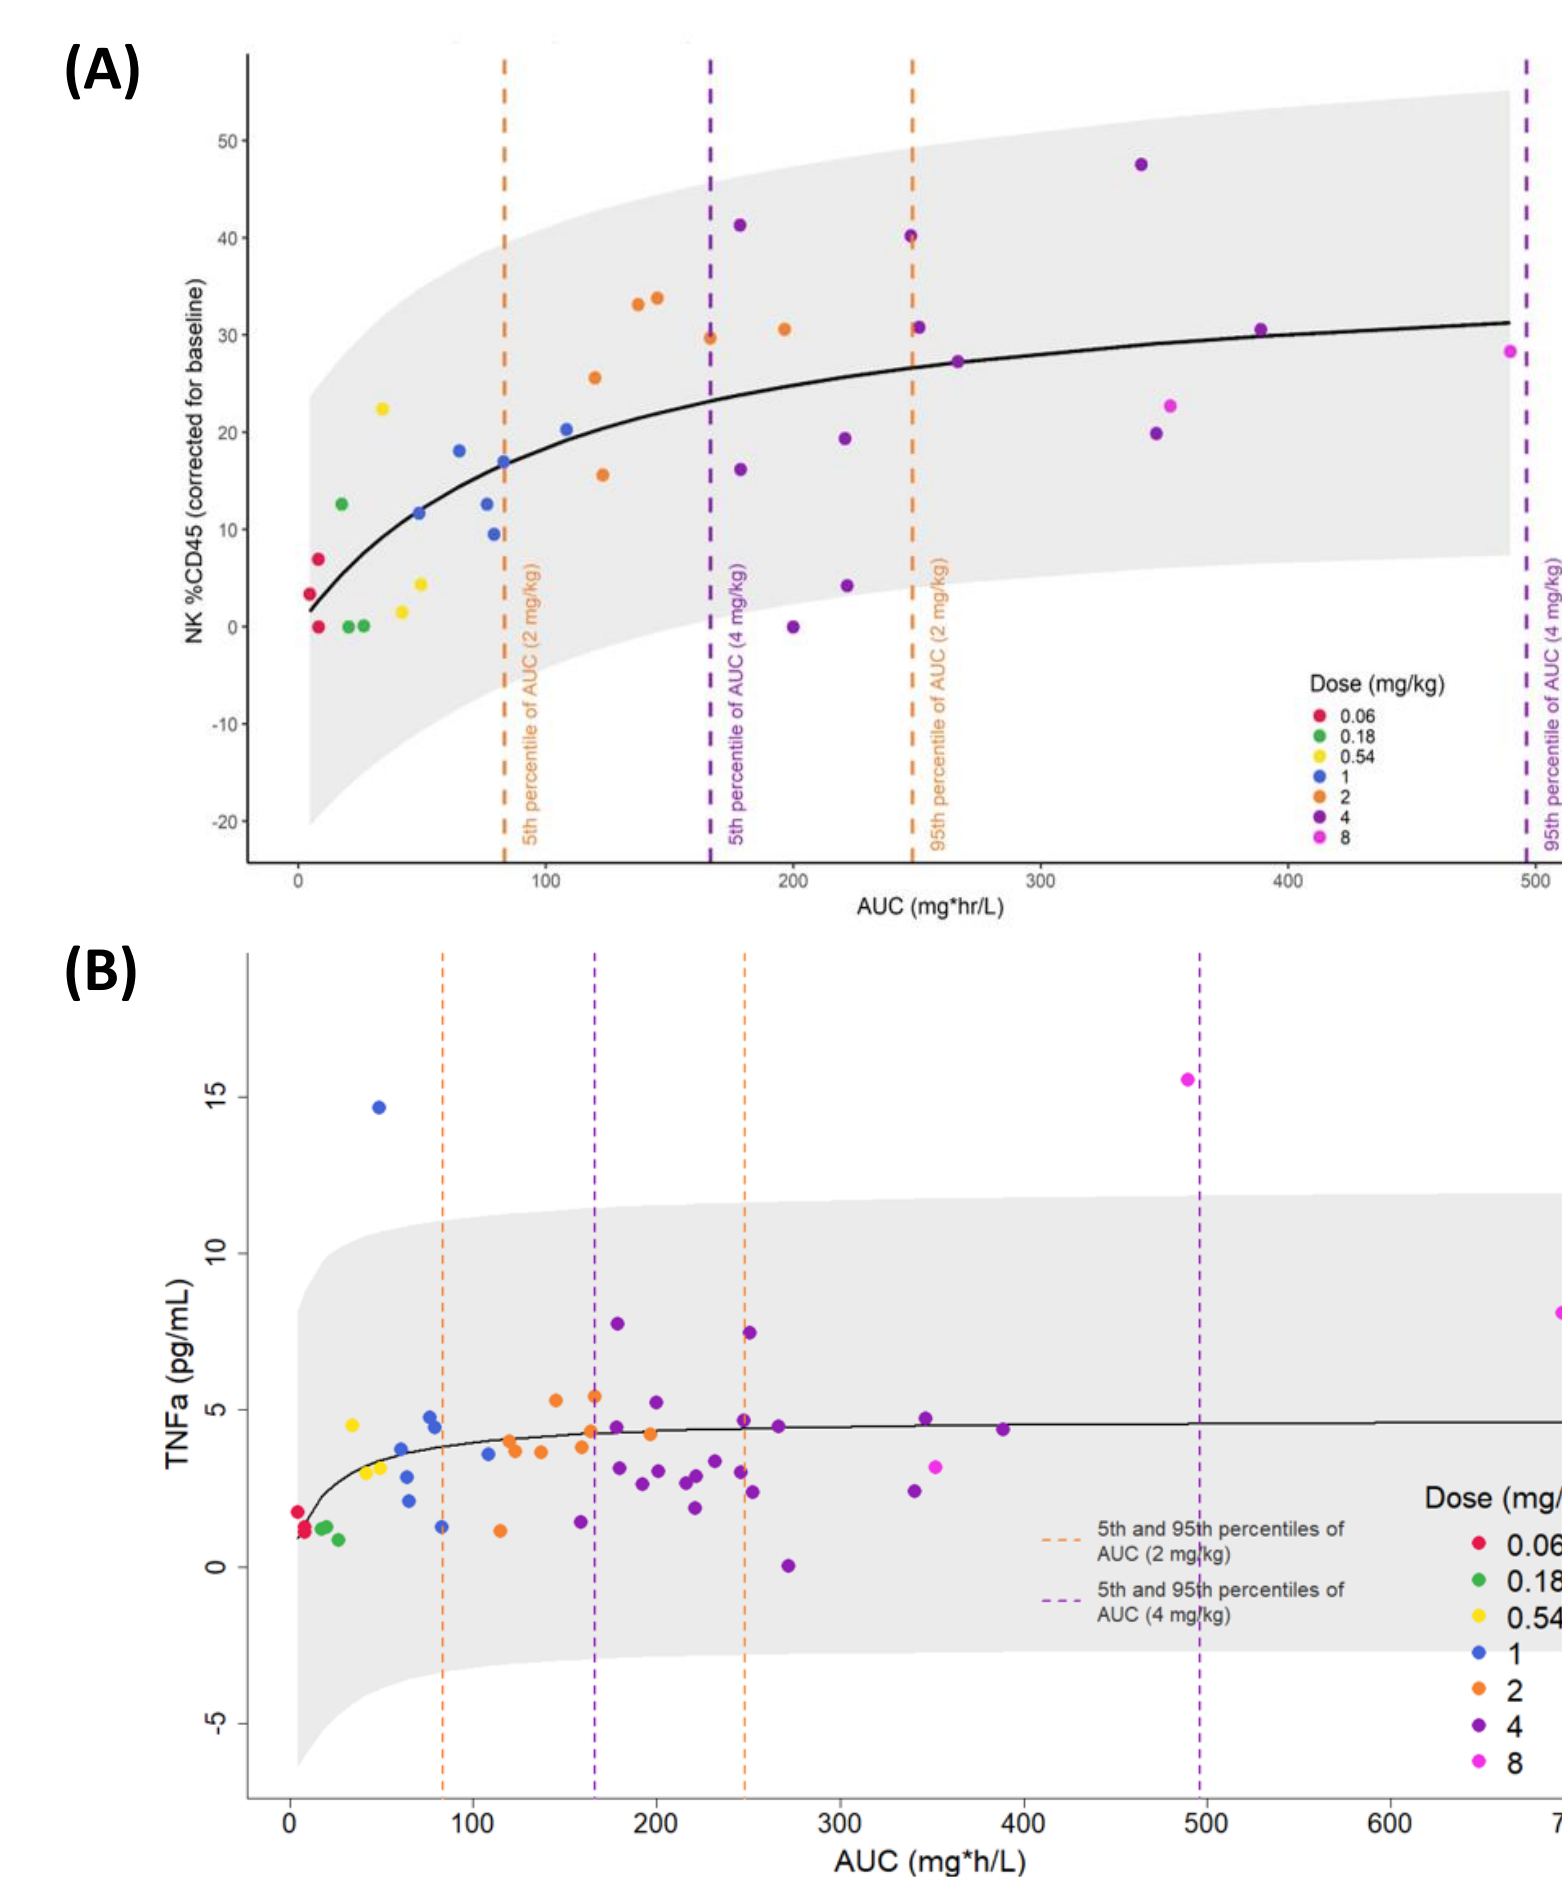 (A)
50
40
30
20
10
0
-10
-20
NK %CD45 (corrected for baseline)
5th percentile of AUC (2 mg/kg)
5th percentile of AUC (4 mg/kg)
95th percentile of AUC (2 mg/kg)
95th percentile of AUC (4 mg/kg)
Dose (mg/kg)
0.06
0.18
0.54
1
2
4
8
0 100 200 300 400 500
AUC (mg*hr/L)
(B)
15
10
5
0
-5
TNFa (pg/mL)
5th and 95th percentiles of
AUC (2 mg/kg)
5th and 95th percentiles of
AUC (4 mg/kg)
Dose (mg/
0.06
0.18
0.54
1
2
4
8
0 100 200 300 400 500 600 7
AUC (mg*h/L)